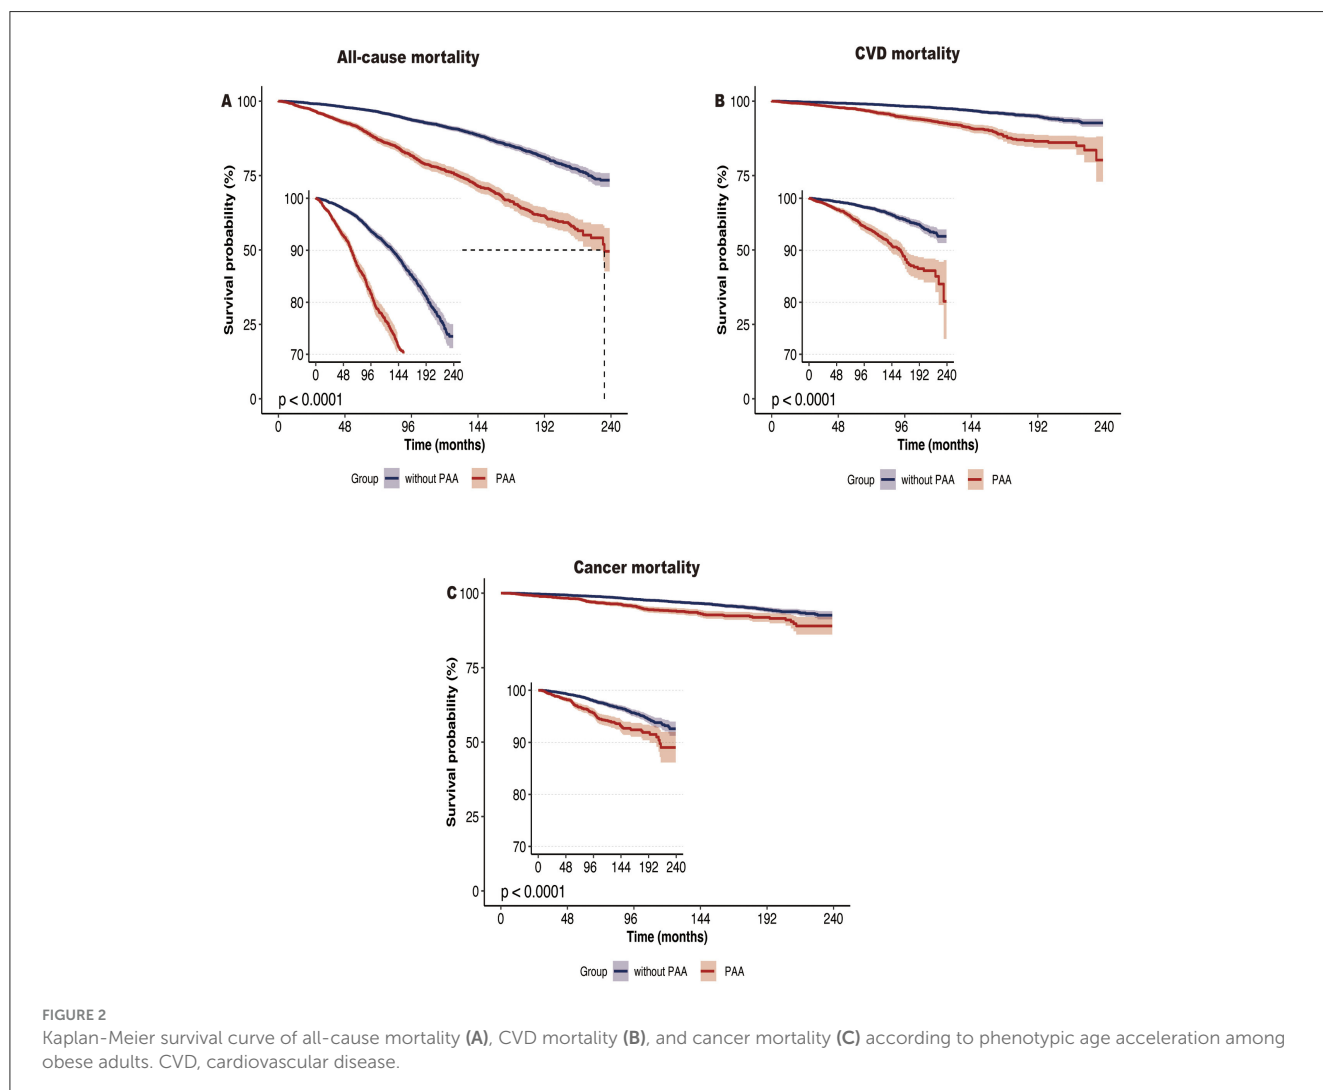 All-cause mortality
A
Survival probability (%)
100
75
50
25
0
100
90
80
70
0 48 96 144 192 240
p < 0.0001
0 48 96 144 192 240
Time (months)
Group without PAA PAA
CVD mortality
B
Survival probability (%)
100
75
50
25
0
100
90
80
70
0 48 96 144 192 240
p < 0.0001
0 48 96 144 192 240
Time (months)
Group without PAA PAA
Cancer mortality
C
Survival probability (%)
100
75
50
25
0
100
90
80
70
0 48 96 144 192 240
p < 0.0001
0 48 96 144 192 240
Time (months)
Group without PAA PAA
FIGURE 2
Kaplan-Meier survival curve of all-cause mortality (A), CVD mortality (B), and cancer mortality (C) according to phenotypic age acceleration among
obese adults. CVD, cardiovascular disease.